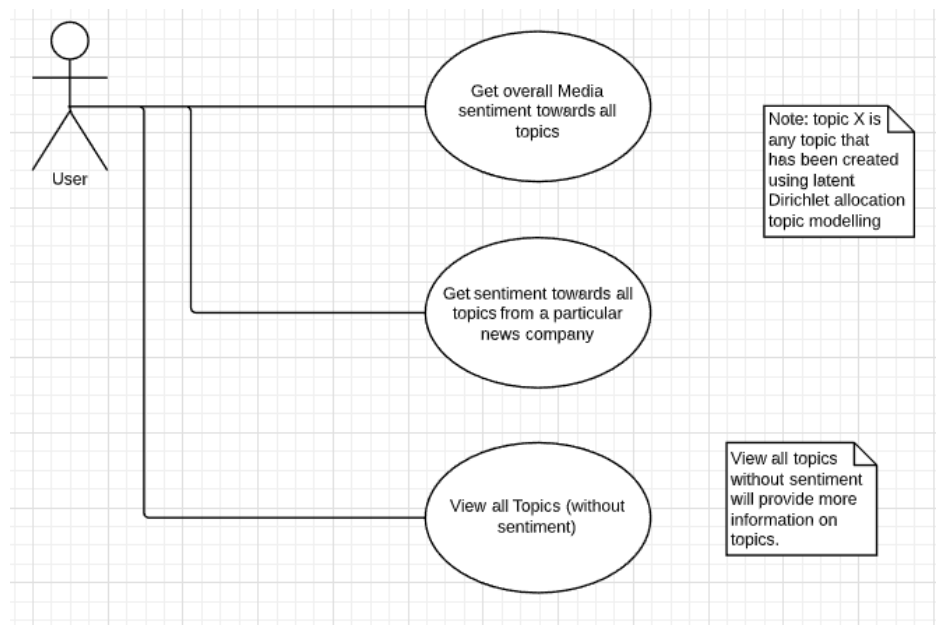 Get overall Media
sentiment towards all
topics
Note: topic X is
any topic that
has been created
using latent
Dirichlet allocation
topic modelling
User
Get sentiment towards all
topics from a particular
news company
View all topics
without sentiment
will provide more
information on
topics.
View all Topics (without
sentiment)